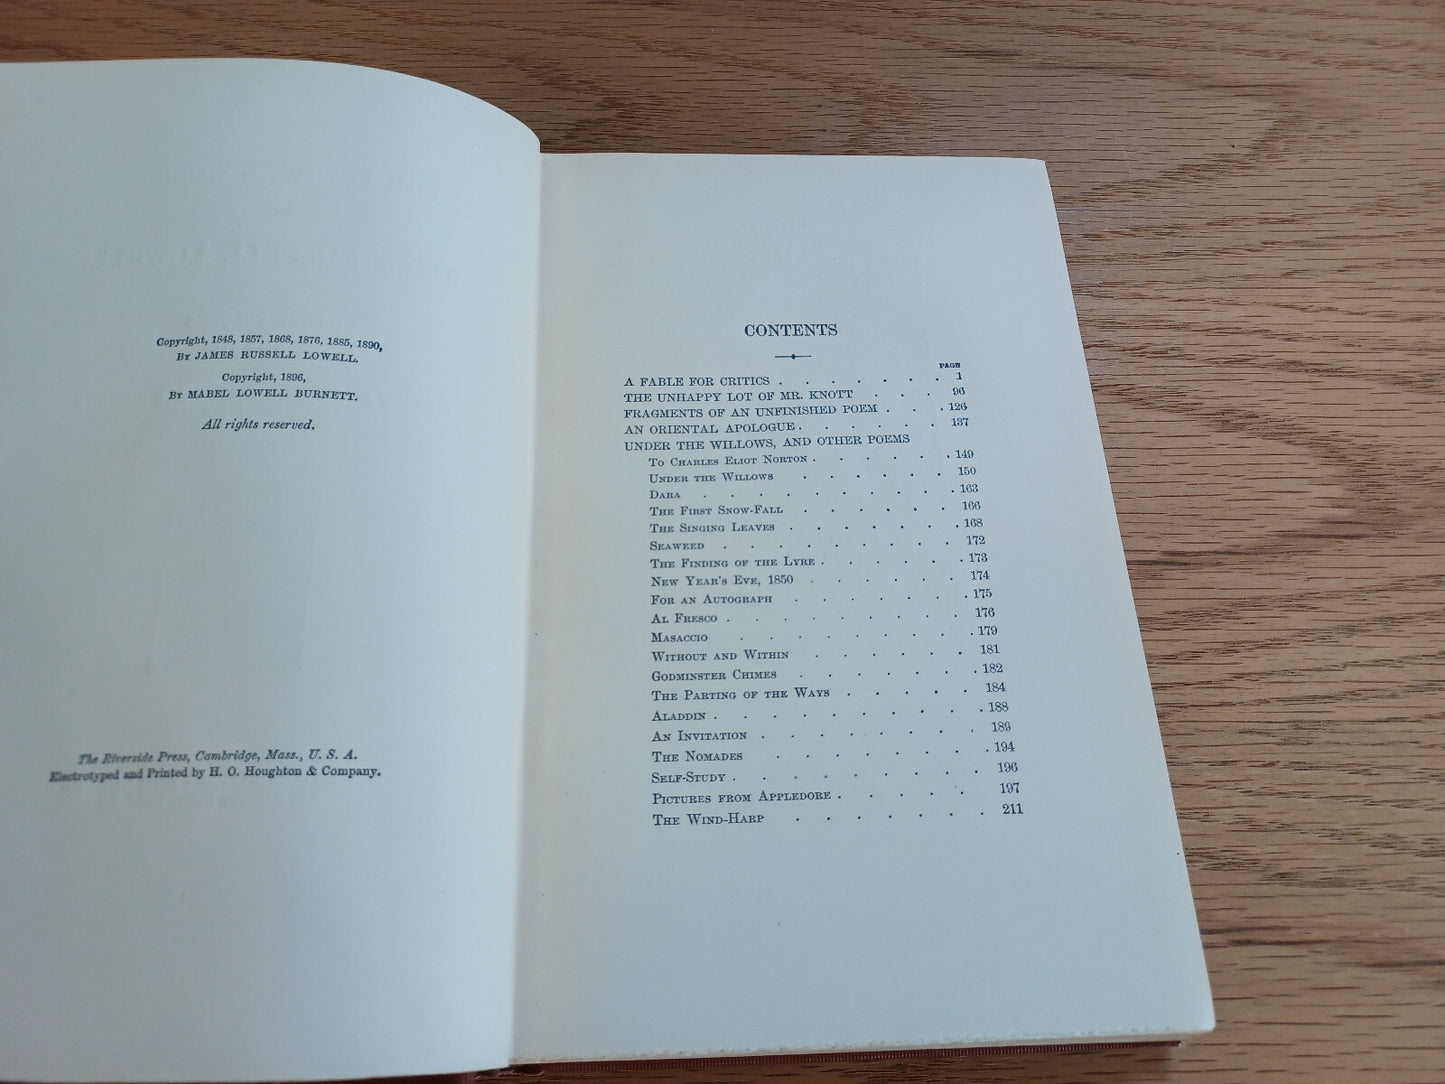 Copyright, 1848, 1857, 1868, 1876, 1885, 1890,
By JAMES RUSSELL LOWELL.
Copyright, 1896,
By MABEL LOWELL BURNETT.
All rights reserved.
The Riverside Press, Cambridge, Mass., U. S. A.
Electrotyped and Printed by H. O. Houghton & Company.
CONTENTS
PAGE
A FABLE FOR CRITICS . . . . . . . 1
THE UNHAPPY LOT OF MR. KNOTT . . . 96
FRAGMENTS OF AN UNFINISHED POEM . . . 126
AN ORIENTAL APOLOGUE . . . . . . 137
UNDER THE WILLOWS, AND OTHER POEMS
To Charles Eliot Norton . . . . . . 149
Under the Willows . . . . . . 150
Dara . . . . . . . . . . 163
The First Snow-Fall . . . . . . 166
The Singing Leaves . . . . . . . 168
Seaweed . . . . . . . . . 172
The Finding of the Lyre . . . . . . 173
New Year's Eve, 1850 . . . . . . 174
For an Autograph . . . . . . . 175
Al Fresco . . . . . . . . . 176
Masaccio . . . . . . . . . 179
Without and Within . . . . . . 181
Godminster Chimes . . . . . . . 182
The Parting of the Ways . . . . . 184
Aladdin . . . . . . . . . . 188
An Invitation . . . . . . . . 189
The Nomades . . . . . . . . 194
Self-Study . . . . . . . . . 196
Pictures from Appledore . . . . . 197
The Wind-Harp . . . . . . . 211